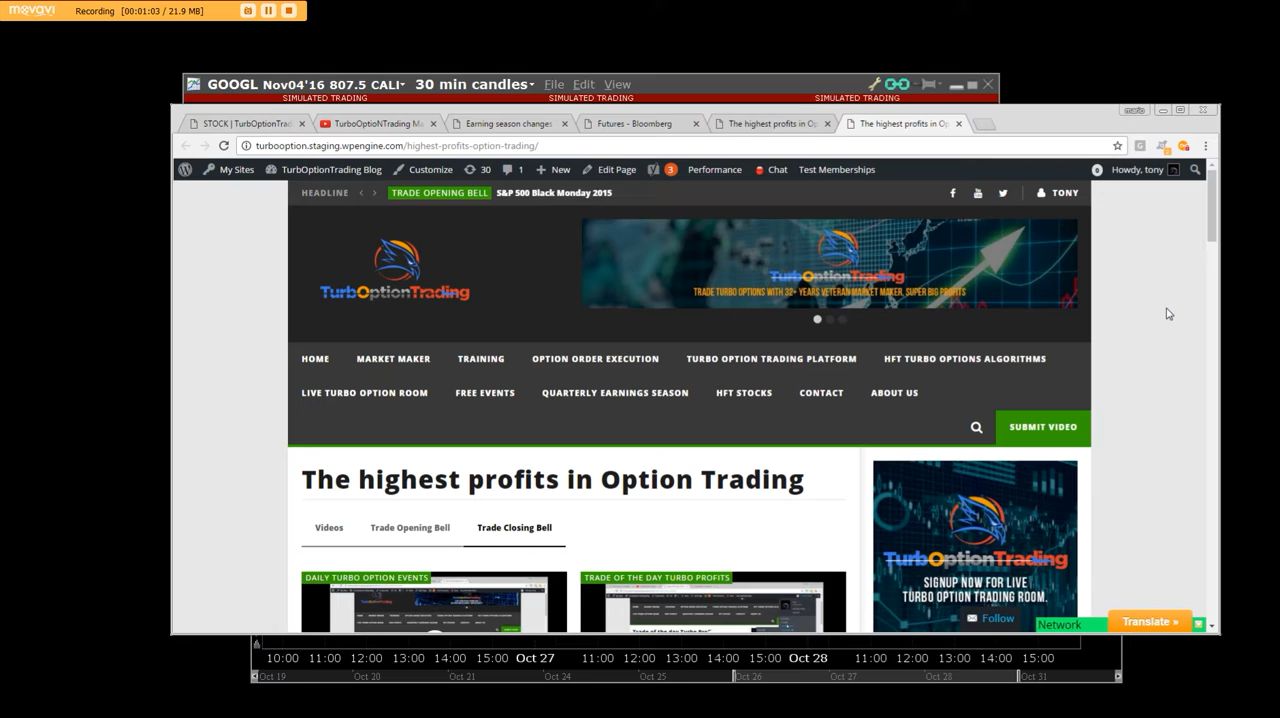 movavi Recording [00:01:03 / 21.9 MB]
GOOGL Nov04'16 807.5 CALL 30 min candles File Edit View
SIMULATED TRADING SIMULATED TRADING SIMULATED TRADING
mario
STOCK | TurbOptionTrad TurboOptioNTrading Ma Earning season changes Futures - Bloomberg The highest profits in Op The highest profits in Op
turbooption.staging.wpengine.com/highest-profits-option-trading/
My Sites TurbOptionTrading Blog Customize 30 1 New Edit Page 3 Performance Chat Test Memberships 0 Howdy, tony
HEADLINE TRADE OPENING BELL S&P 500 Black Monday 2015 TONY
TurbOptionTrading
TurbOptionTrading
TRADE TURBO OPTIONS WITH 32+ YEARS VETERAN MARKET MAKER, SUPER BIG PROFITS
HOME MARKET MAKER TRAINING OPTION ORDER EXECUTION TURBO OPTION TRADING PLATFORM HFT TURBO OPTIONS ALGORITHMS
LIVE TURBO OPTION ROOM FREE EVENTS QUARTERLY EARNINGS SEASON HFT STOCKS CONTACT ABOUT US
SUBMIT VIDEO
The highest profits in Option Trading
Videos Trade Opening Bell Trade Closing Bell
TurbOptionTrading
SIGNUP NOW FOR LIVE
TURBO OPTION TRADING ROOM.
DAILY TURBO OPTION EVENTS TRADE OF THE DAY TURBO PROFITS
Follow
Network Translate »
10:00 11:00 12:00 13:00 14:00 15:00 Oct 27 11:00 12:00 13:00 14:00 15:00 Oct 28 11:00 12:00 13:00 14:00 15:00
Oct 19 Oct 20 Oct 21 Oct 24 Oct 25 Oct 26 Oct 27 Oct 28 Oct 31